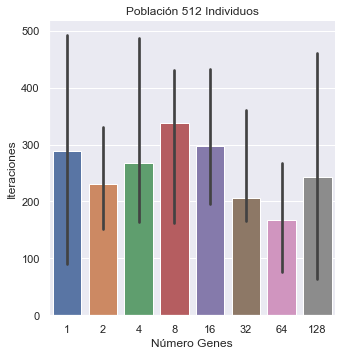 Población 512 Individuos
500
400
300
200
100
0
Iteraciones
1 2 4 8 16 32 64 128
Número Genes